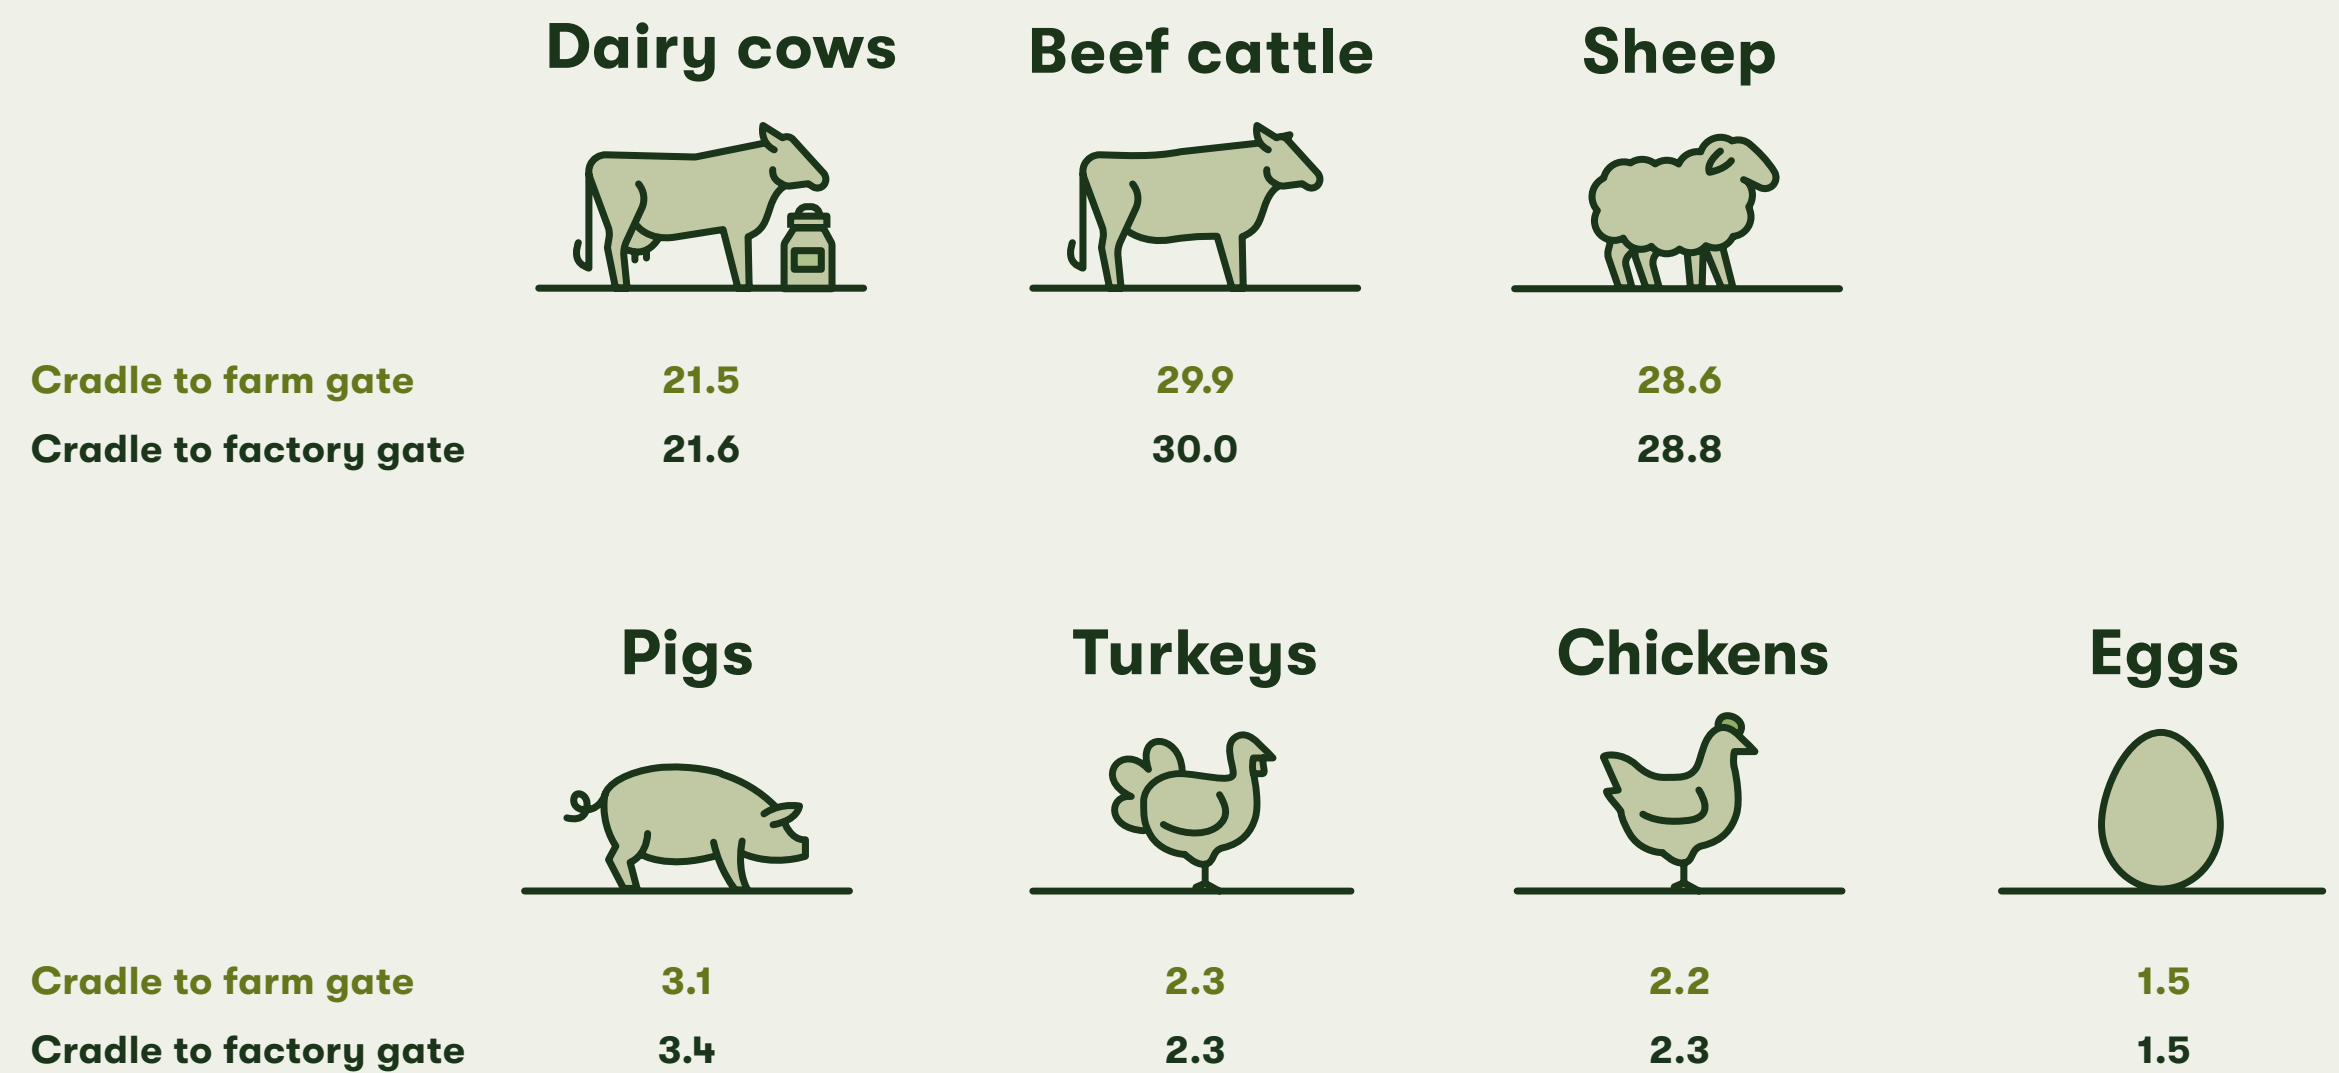 Dairy cows Beef cattle Sheep
Cradle to farm gate 21.5 29.9 28.6
Cradle to factory gate 21.6 30.0 28.8
Pigs Turkeys Chickens Eggs
Cradle to farm gate 3.1 2.3 2.2 1.5
Cradle to factory gate 3.4 2.3 2.3 1.5